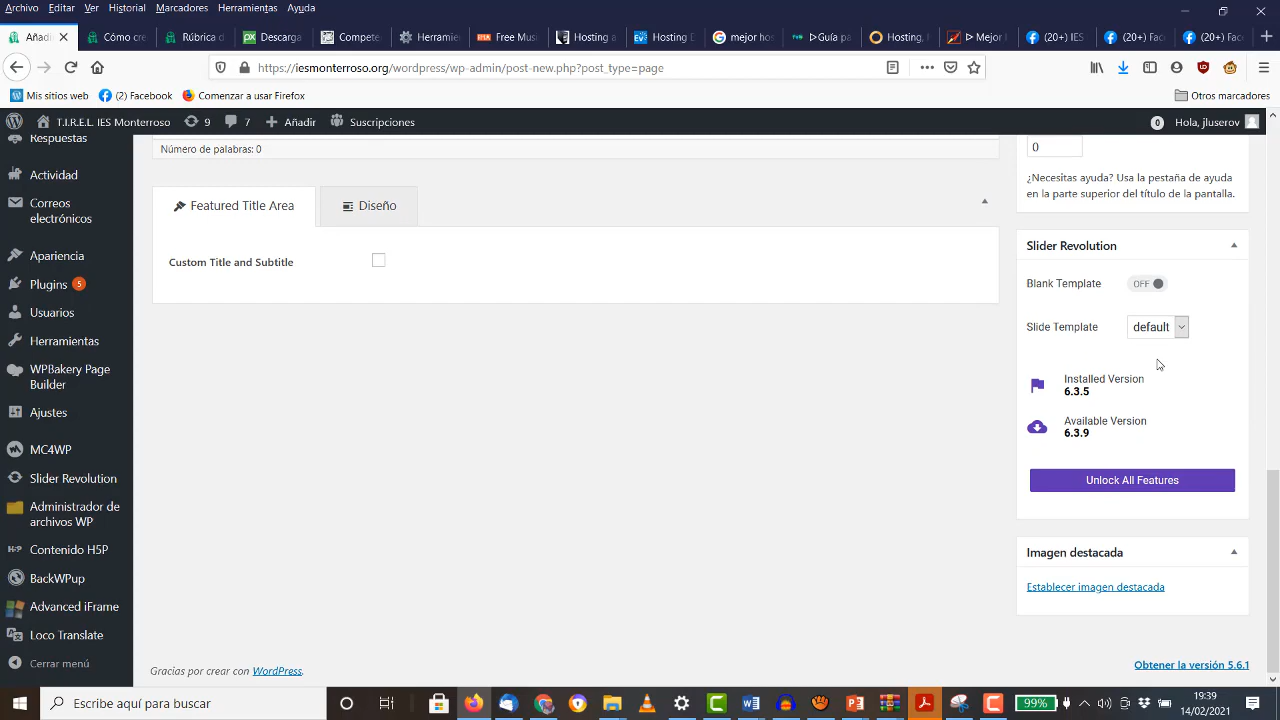 Archivo Editar Ver Historial Marcadores Herramientas Ayuda
Añadi Cómo cre Rúbrica d Descarga Compete Herramie Free Musi Hosting a Hosting E mejor hos Guía pa Hosting, Mejor l (20+) IES (20+) Fac (20+) Fac
https://iesmonterroso.org/wordpress/wp-admin/post-new.php?post_type=page
Mis sitios web (2) Facebook Comenzar a usar Firefox Otros marcadores
T.I.R.E.L. IES Monterroso 9 7 Añadir Suscripciones 0 Hola, jluserov
Respuestas
Actividad
Correos
electrónicos
Apariencia
Plugins 5
Usuarios
Herramientas
WPBakery Page
Builder
Ajustes
MC4WP
Slider Revolution
Administrador de
archivos WP
Contenido H5P
BackWPup
Advanced iFrame
Loco Translate
Cerrar menú
Número de palabras: 0
Featured Title Area Diseño
Custom Title and Subtitle
0
¿Necesitas ayuda? Usa la pestaña de ayuda
en la parte superior del título de la pantalla.
Slider Revolution
Blank Template OFF
Slide Template default
Installed Version
6.3.5
Available Version
6.3.9
Unlock All Features
Imagen destacada
Establecer imagen destacada
Gracias por crear con WordPress.
Obtener la versión 5.6.1
Escribe aquí para buscar
99%
19:39
14/02/2021